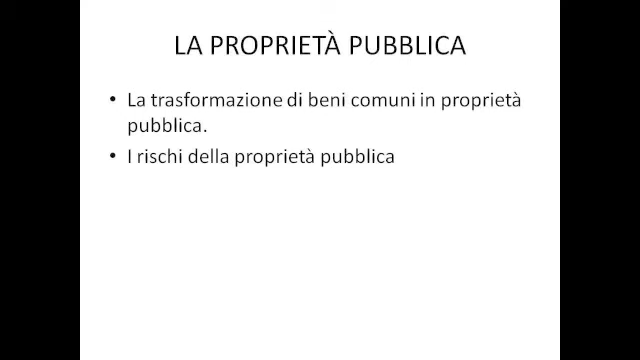 LA PROPRIETÀ PUBBLICA
• La trasformazione di beni comuni in proprietà
pubblica.
• I rischi della proprietà pubblica